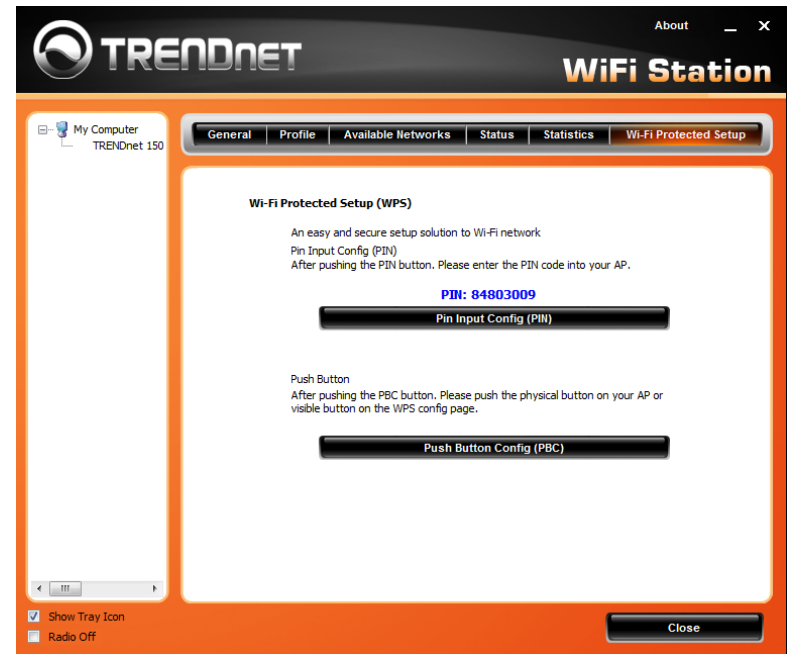 About
TRENDnet
WiFi Station
My Computer
TRENDnet 150
General Profile Available Networks Status Statistics Wi-Fi Protected Setup
Wi-Fi Protected Setup (WPS)
An easy and secure setup solution to Wi-Fi network
Pin Input Config (PIN)
After pushing the PIN button. Please enter the PIN code into your AP.
PIN: 84803009
Pin Input Config (PIN)
Push Button
After pushing the PBC button. Please push the physical button on your AP or
visible button on the WPS config page.
Push Button Config (PBC)
Show Tray Icon
Radio Off
Close